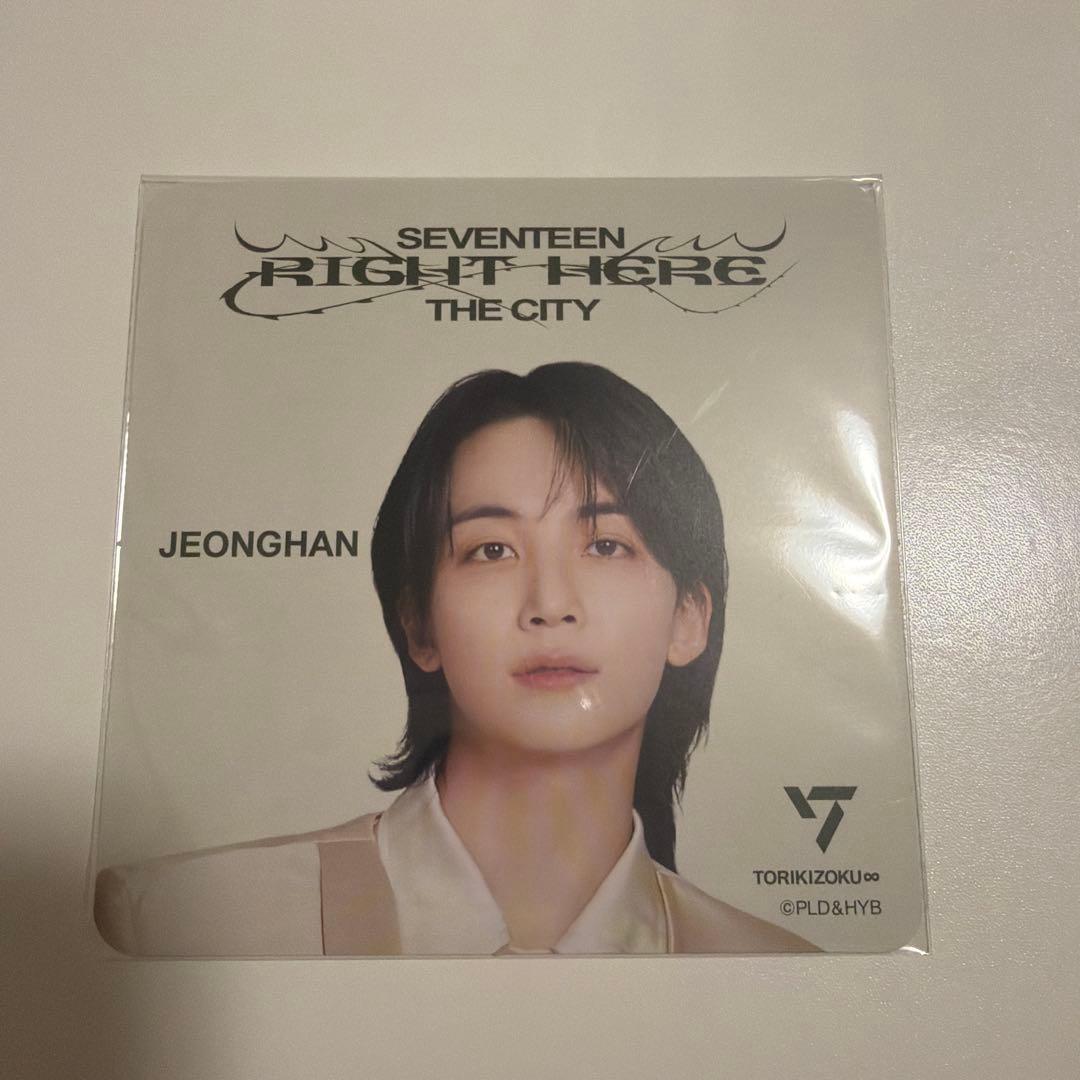 SEVENTEEN
RIGHT HERE
THE CITY
JEONGHAN
TORIKIZOKU∞
©PLD&HYB